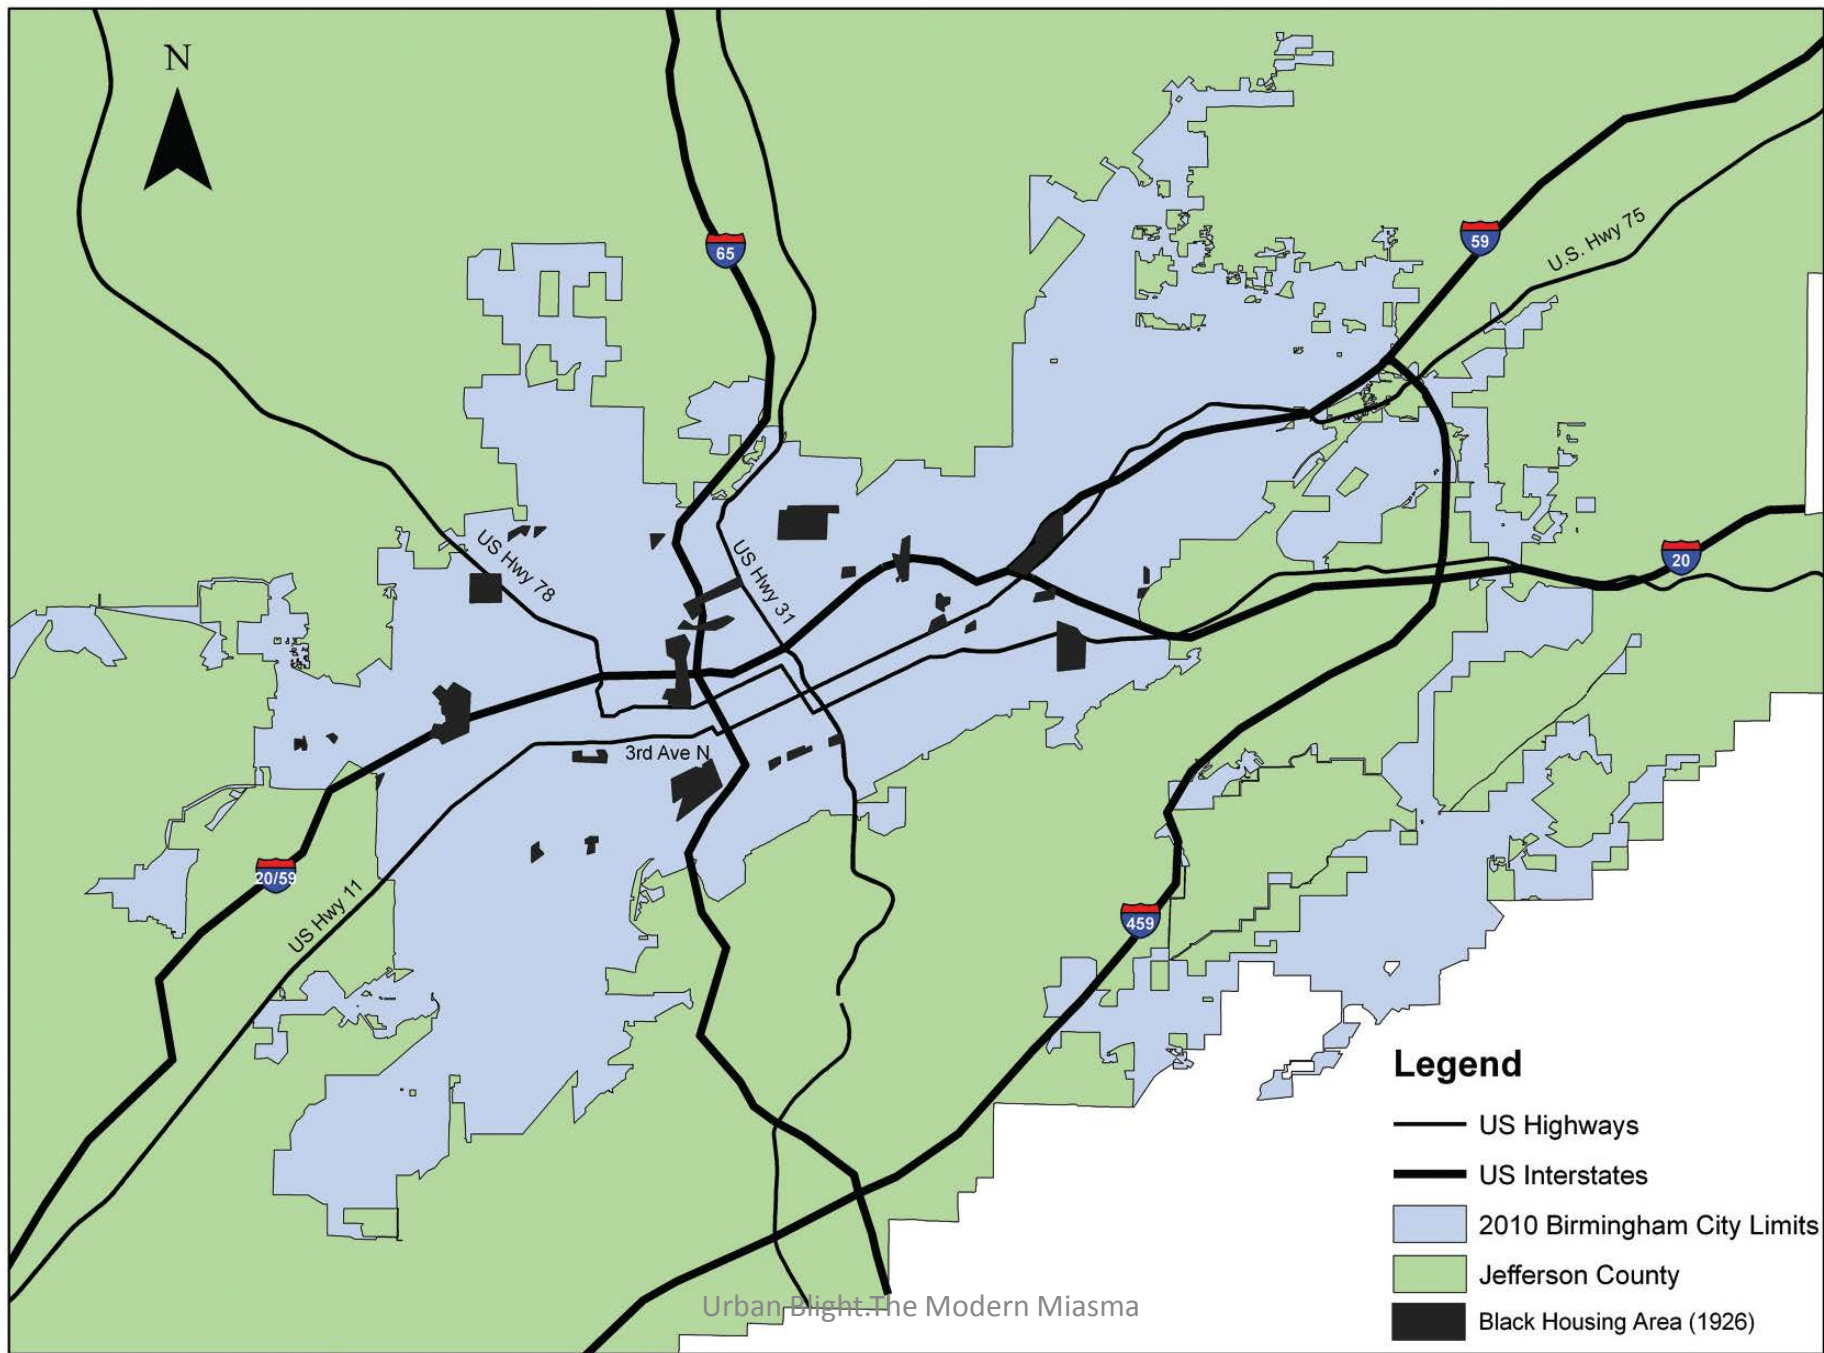 N
65
59
U.S. Hwy 75
US Hwy 78
US Hwy 31
20
3rd Ave N
20/59
US Hwy 11
459
Legend
US Highways
US Interstates
2010 Birmingham City Limits
Jefferson County
Black Housing Area (1926)
Urban Blight.The Modern Miasma